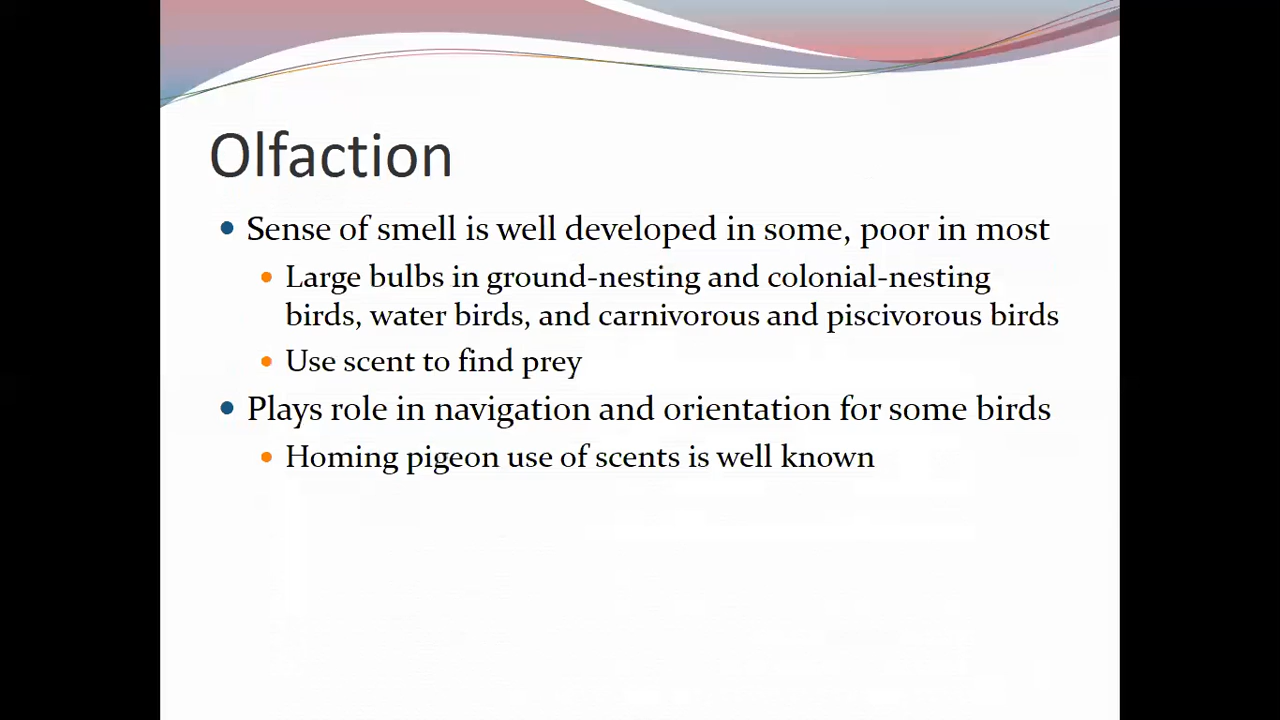 Olfaction
Sense of smell is well developed in some, poor in most
Large bulbs in ground-nesting and colonial-nesting
birds, water birds, and carnivorous and piscivorous birds
Use scent to find prey
Plays role in navigation and orientation for some birds
Homing pigeon use of scents is well known